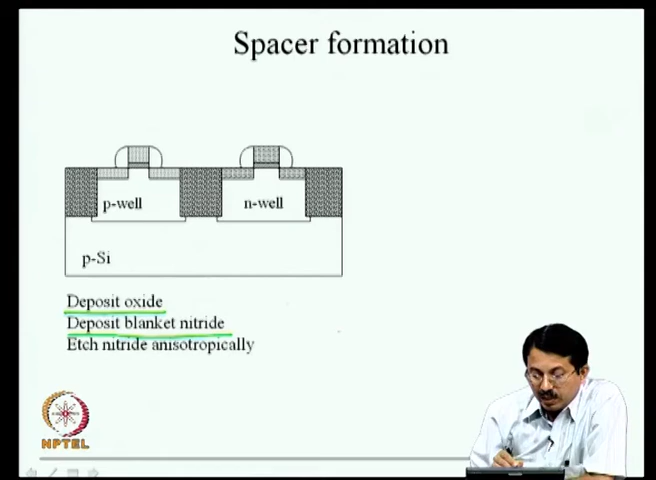 Spacer formation
p-well
n-well
p-Si
Deposit oxide
Deposit blanket nitride
Etch nitride anisotropically
NPTEL